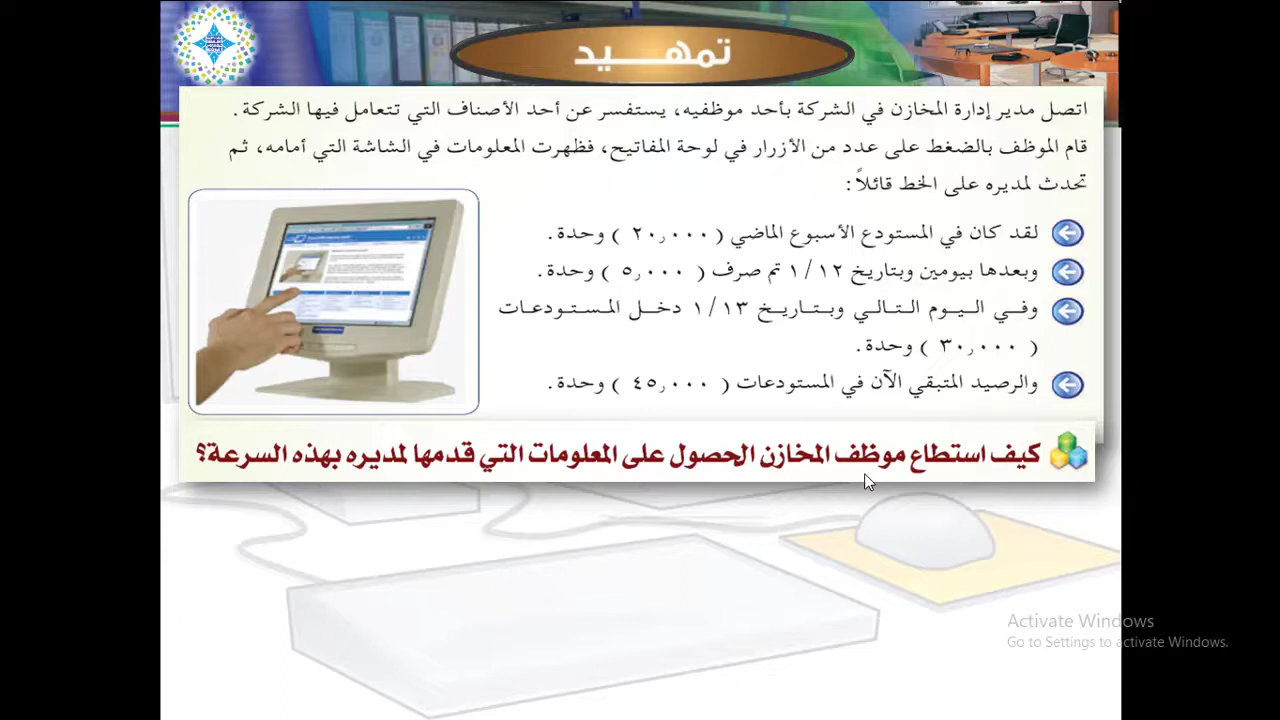 تمهـــيد
اتصل مدير إدارة المخازن في الشركة بأحد موظفيه، يستفسر عن أحد الأصناف التي تتعامل فيها الشركة.
قام الموظف بالضغط على عدد من الأزرار في لوحة المفاتيح، فظهرت المعلومات في الشاشة التي أمامه، ثم
تحدث لمديره على الخط قائلاً:
لقد كان في المستودع الأسبوع الماضي ( ٢٠,٠٠٠ ) وحدة.
وبعدها بيومين وبتاريخ ١/١٢ تم صرف ( ٥,٠٠٠ ) وحدة.
وفي اليوم التالي وبتاريخ ١/١٣ دخل المستودعات
( ٣٠,٠٠٠ ) وحدة.
والرصيد المتبقي الآن في المستودعات ( ٤٥,٠٠٠ ) وحدة.
كيف استطاع موظف المخازن الحصول على المعلومات التي قدمها لمديره بهذه السرعة؟
Activate Windows
Go to Settings to activate Windows.